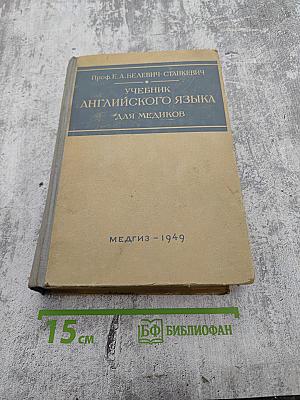 Проф. Е. А. БЕЛЕВИЧ-СТАНКЕВИЧ
УЧЕБНИК
АНГЛИЙСКОГО ЯЗЫКА
ДЛЯ МЕДИКОВ
МЕДГИЗ – 1949
15 см
БФ БИБЛИОФАН